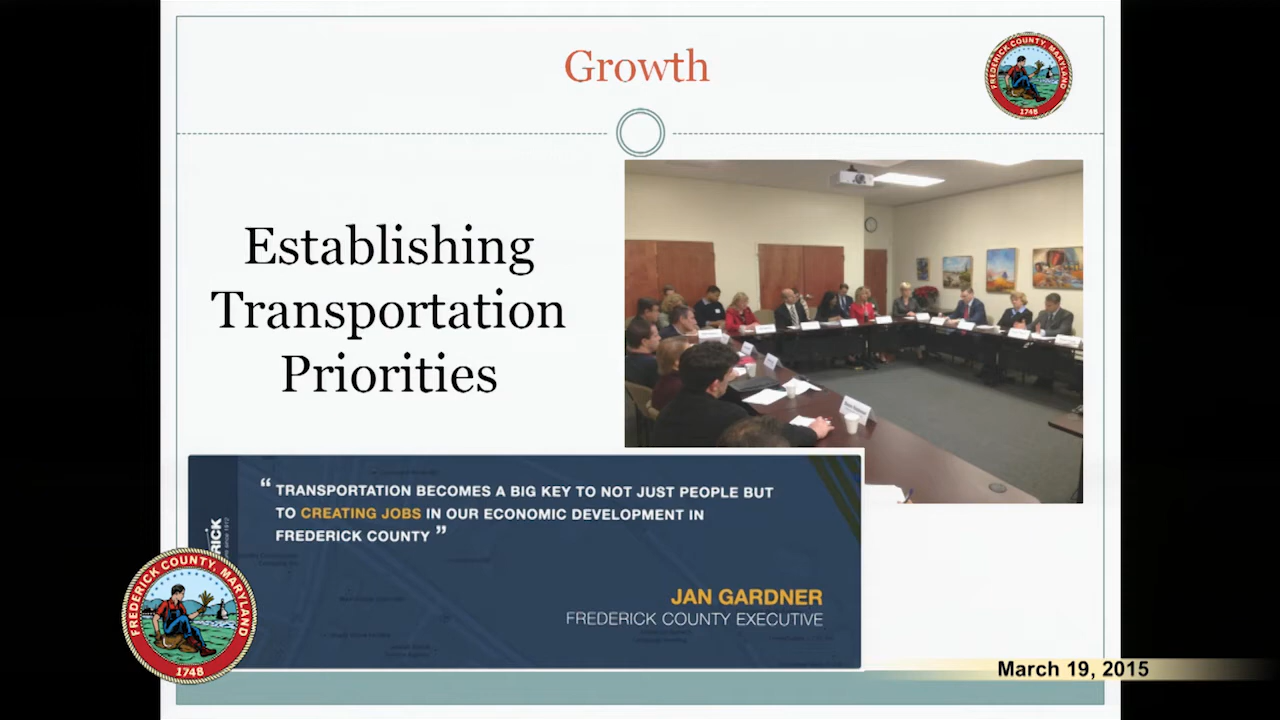 Growth
FREDERICK COUNTY, MARYLAND
1748
Establishing
Transportation
Priorities
“ TRANSPORTATION BECOMES A BIG KEY TO NOT JUST PEOPLE BUT
TO CREATING JOBS IN OUR ECONOMIC DEVELOPMENT IN
FREDERICK COUNTY ”
JAN GARDNER
FREDERICK COUNTY EXECUTIVE
FREDERICK COUNTY, MARYLAND
1748
March 19, 2015